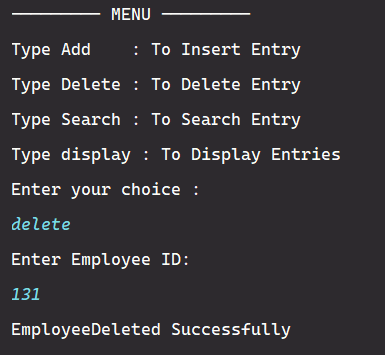 ────────── MENU ──────────
Type Add    : To Insert Entry
Type Delete : To Delete Entry
Type Search : To Search Entry
Type display : To Display Entries
Enter your choice :
delete
Enter Employee ID:
131
EmployeeDeleted Successfully